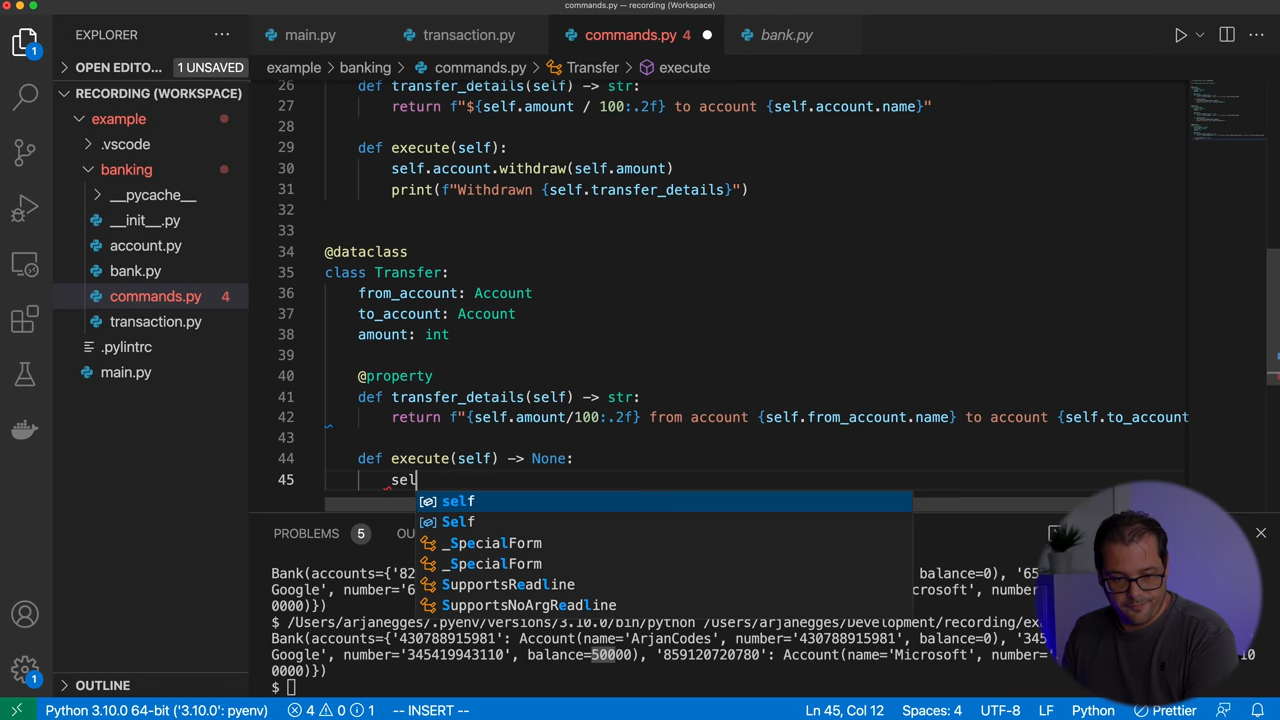 commands.py — recording (Workspace)
EXPLORER
main.py
transaction.py
commands.py 4
bank.py
OPEN EDITO... 1 UNSAVED
example > banking > commands.py > Transfer > execute
RECORDING (WORKSPACE)
example
.vscode
banking
__pycache__
__init__.py
account.py
bank.py
commands.py 4
transaction.py
.pylintrc
main.py
26 def transfer_details(self) -> str:
27 return f"${self.amount / 100:.2f} to account {self.account.name}"
28
29 def execute(self):
30 self.account.withdraw(self.amount)
31 print(f"Withdrawn {self.transfer_details}")
32
33
34 @dataclass
35 class Transfer:
36 from_account: Account
37 to_account: Account
38 amount: int
39
40 @property
41 def transfer_details(self) -> str:
42 return f"{self.amount/100:.2f} from account {self.from_account.name} to account {self.to_account
43
44 def execute(self) -> None:
45 sel
self
Self
_SpecialForm
_SpecialForm
SupportsReadline
SupportsNoArgReadline
PROBLEMS 5 OU
Bank(accounts={'82
balance=0), '65
Google', number='6
crosoft', number='
0000)})
$ /Users/arjanegges/.pyenv/versions/3.10.0/bin/python /Users/arjanegges/Development/recording/ex
Bank(accounts={'430788915981': Account(name='ArjanCodes', number='430788915981', balance=0), '345
Google', number='345419943110', balance=50000), '859120720780': Account(name='Microsoft',
10
0000)})
$
OUTLINE
1
1
Python 3.10.0 64-bit ('3.10.0': pyenv) 4 0 1 -- INSERT -- Ln 45, Col 12 Spaces: 4 UTF-8 LF Python Prettier